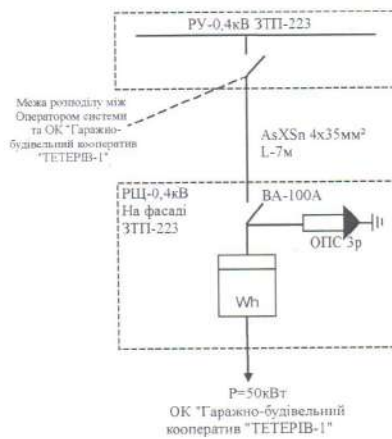 РУ-0,4кВ ЗТП-223
Межа розподілу між
Оператором системи
та ОК "Гаражно-
будівельний кооператив
"ТЕТЕРІВ-1"
AsXSn 4х35мм²
L-7м
РЩ-0,4кВ
На фасаді
ЗТП-223
ВА-100А
ОПС 3р
Wh
Р=50кВт
ОК "Гаражно-будівельний
кооператив "ТЕТЕРІВ-1"